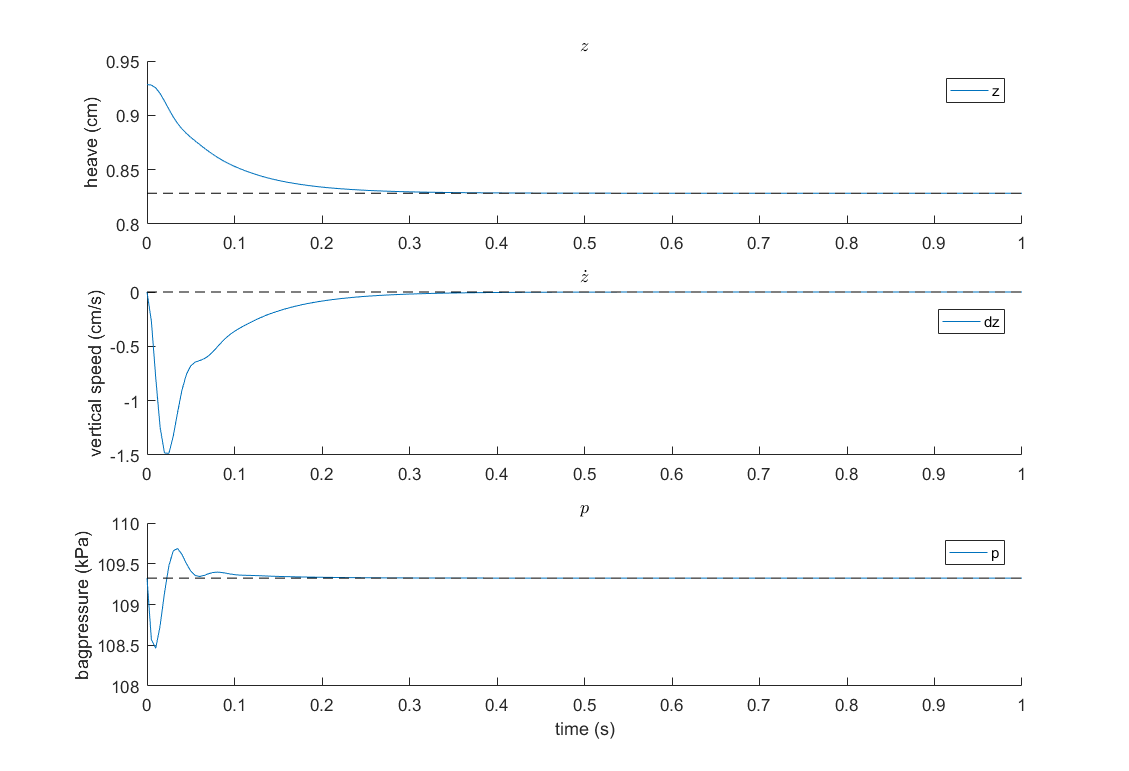 z
0.95
0.9
0.85
0.8
heave (cm)
z
0 0.1 0.2 0.3 0.4 0.5 0.6 0.7 0.8 0.9 1
ż
0
-0.5
-1
-1.5
vertical speed (cm/s)
dz
0 0.1 0.2 0.3 0.4 0.5 0.6 0.7 0.8 0.9 1
p
110
109.5
109
108.5
108
bagpressure (kPa)
p
0 0.1 0.2 0.3 0.4 0.5 0.6 0.7 0.8 0.9 1
time (s)